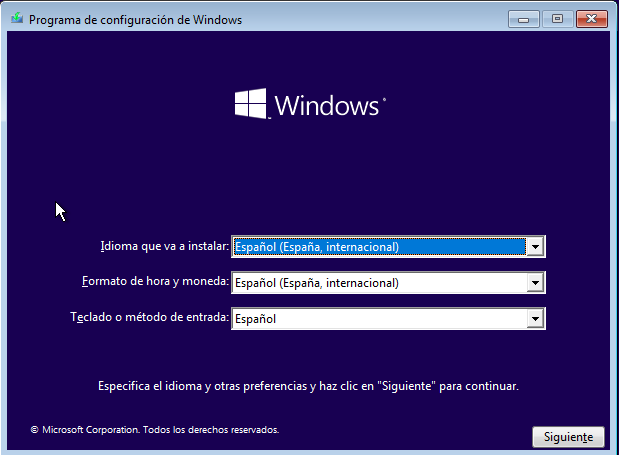 Programa de configuración de Windows
Windows®
Idioma que va a instalar: Español (España, internacional)
Formato de hora y moneda: Español (España, internacional)
Teclado o método de entrada: Español
Especifica el idioma y otras preferencias y haz clic en "Siguiente" para continuar.
© Microsoft Corporation. Todos los derechos reservados.
Siguiente